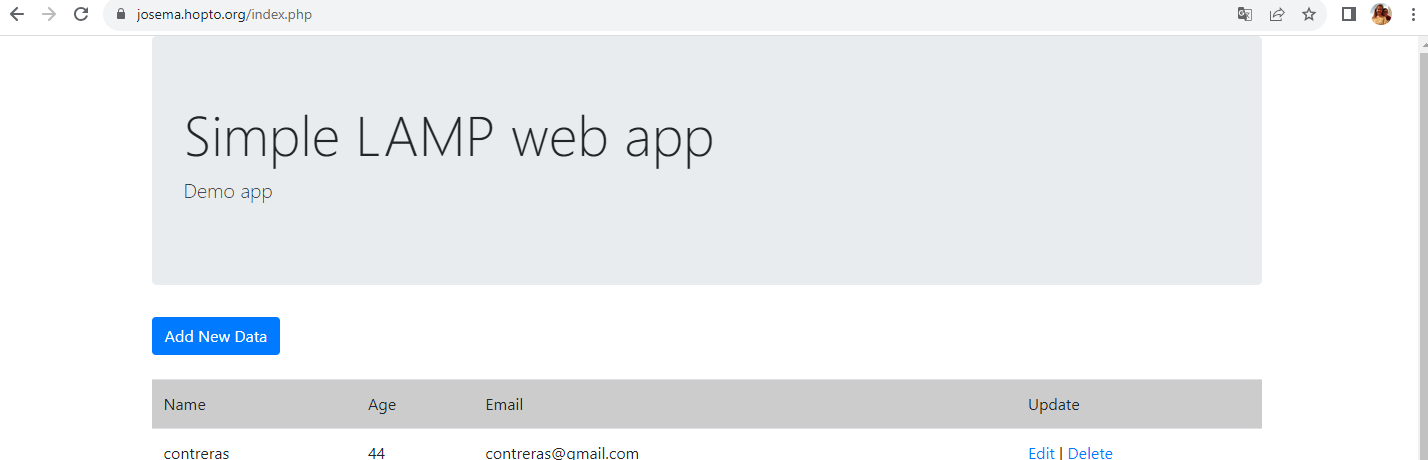 josema.hopto.org/index.php
Simple LAMP web app
Demo app
Add New Data
Name Age Email Update
contreras 44 contreras@gmail.com Edit | Delete